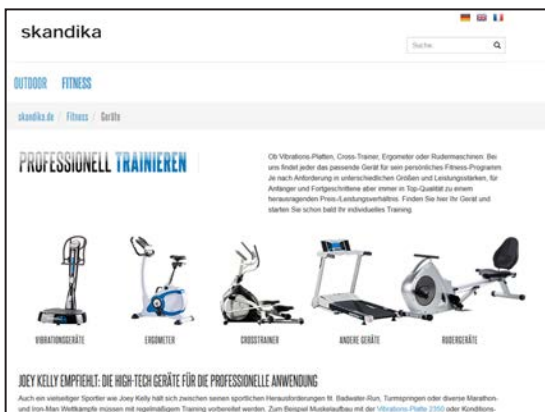 skandika
Suche
OUTDOOR FITNESS
skandika.de / Fitness / Geräte
PROFESSIONELL TRAINIEREN
Ob Vibrations-Platten, Cross-Trainer, Ergometer oder Rudermaschinen: Bei
uns findet jeder das passende Gerät für sein persönliches Fitness-Programm.
Je nach Anforderung in unterschiedlichen Größen und Leistungsstärken, für
Anfänger und Fortgeschrittene aber immer in Top-Qualität zu einem
herausragenden Preis-/Leistungsverhältnis. Finden Sie hier Ihr Gerät und
starten Sie schon bald Ihr individuelles Training.
VIBRATIONSGERÄTE ERGOMETER CROSSTRAINER ANDERE GERÄTE RUDERGERÄTE
JOEY KELLY EMPFIEHLT: DIE HIGH-TECH GERÄTE FÜR DIE PROFESSIONELLE ANWENDUNG
Auch ein vielseitiger Sportler wie Joey Kelly hält sich zwischen seinen sportlichen Herausforderungen fit. Badwater-Run, Turmspringen oder diverse Marathon-
und Iron-Man Wettkämpfe müssen mit regelmäßigem Training vorbereitet werden. Zum Beispiel Muskelaufbau mit der Vibrations-Platte 2350 oder Konditions-